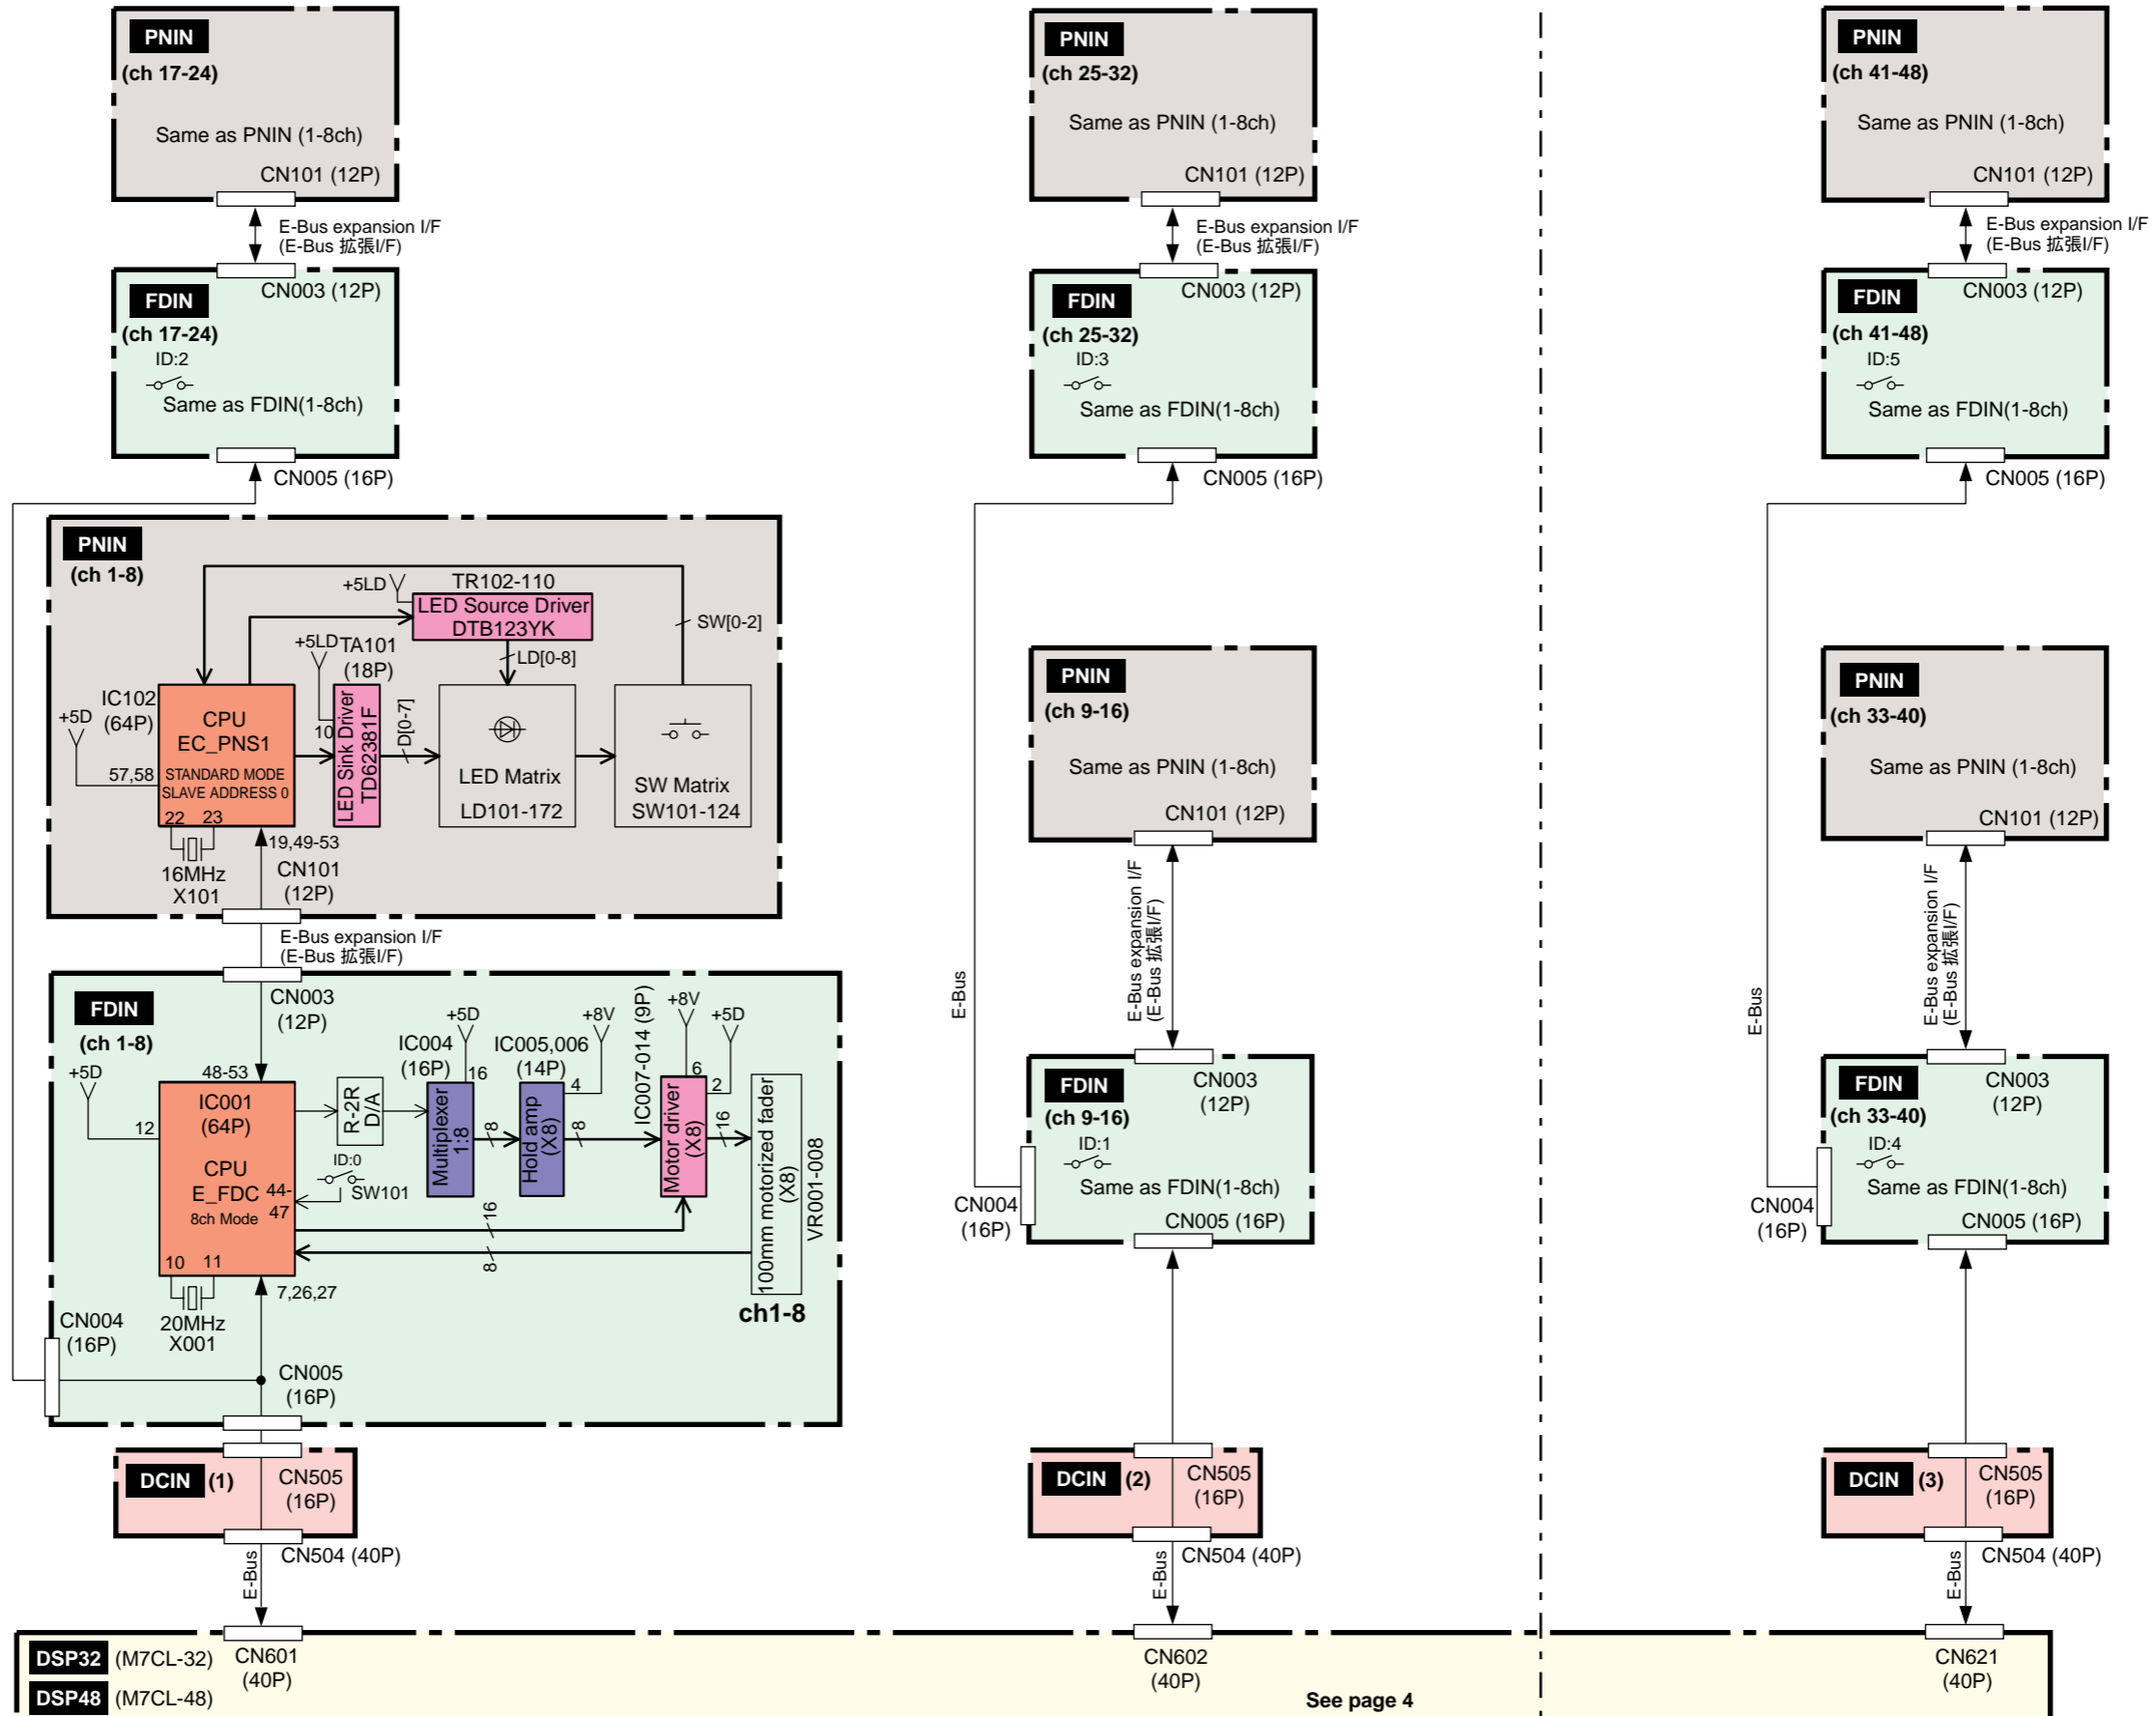 PNIN
(ch 17-24)
Same as PNIN (1-8ch)
CN101 (12P)
E-Bus expansion I/F
(E-Bus 拡張I/F)
CN003 (12P)
FDIN
(ch 17-24)
ID:2
Same as FDIN(1-8ch)
CN005 (16P)
PNIN
(ch 1-8)
+5LD
TR102-110
LED Source Driver
DTB123YK
SW[0-2]
LD[0-8]
+5LD
TA101
(18P)
10
LED Sink Driver
TD62381F
D[0-7]
IC102
(64P)
+5D
57,58
CPU
EC_PNS1
STANDARD MODE
SLAVE ADDRESS 0
22
23
16MHz
X101
19,49-53
LED Matrix
LD101-172
SW Matrix
SW101-124
CN101
(12P)
E-Bus expansion I/F
(E-Bus 拡張I/F)
CN003
(12P)
FDIN
(ch 1-8)
+5D
12
48-53
IC001
(64P)
CPU
E_FDC
8ch Mode
44-
47
10
11
20MHz
X001
7,26,27
R-2R
D/A
ID:0
SW101
+5D
IC004
(16P)
16
Multiplexer
1:8
8
+8V
IC005,006
(14P)
4
Hold amp
(X8)
8
IC007-014 (9P)
+8V
+5D
6
2
Motor driver
(X8)
16
16
8
100mm motorized fader
(X8)
VR001-008
ch1-8
CN004
(16P)
CN005
(16P)
DCIN (1)
CN505
(16P)
CN504 (40P)
E-Bus
PNIN
(ch 25-32)
Same as PNIN (1-8ch)
CN101 (12P)
E-Bus expansion I/F
(E-Bus 拡張I/F)
CN003 (12P)
FDIN
(ch 25-32)
ID:3
Same as FDIN(1-8ch)
CN005 (16P)
PNIN
(ch 9-16)
Same as PNIN (1-8ch)
CN101 (12P)
E-Bus expansion I/F
(E-Bus 拡張I/F)
E-Bus
CN003
(12P)
FDIN
(ch 9-16)
ID:1
Same as FDIN(1-8ch)
CN004
(16P)
CN005 (16P)
DCIN (2)
CN505
(16P)
CN504 (40P)
E-Bus
PNIN
(ch 41-48)
Same as PNIN (1-8ch)
CN101 (12P)
E-Bus expansion I/F
(E-Bus 拡張I/F)
CN003 (12P)
FDIN
(ch 41-48)
ID:5
Same as FDIN(1-8ch)
CN005 (16P)
PNIN
(ch 33-40)
Same as PNIN (1-8ch)
CN101 (12P)
E-Bus expansion I/F
(E-Bus 拡張I/F)
E-Bus
CN003
(12P)
FDIN
(ch 33-40)
ID:4
Same as FDIN(1-8ch)
CN004
(16P)
CN005 (16P)
DCIN (3)
CN505
(16P)
CN504 (40P)
E-Bus
DSP32 (M7CL-32)
DSP48 (M7CL-48)
CN601
(40P)
CN602
(40P)
CN621
(40P)
See page 4